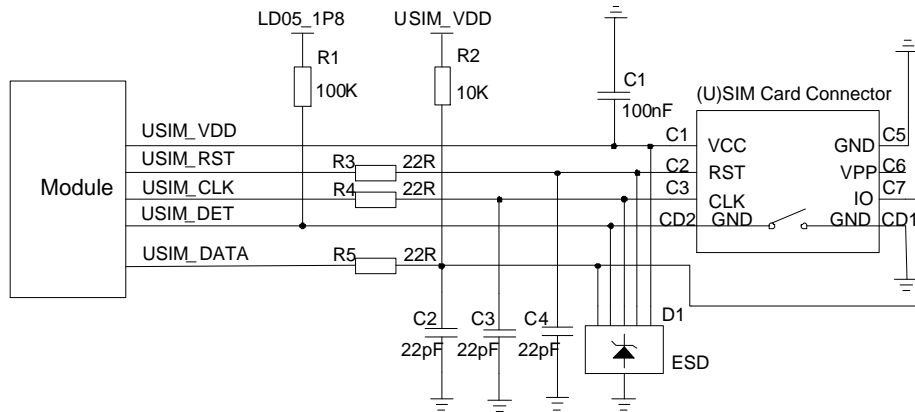 LD05_1P8
USIM_VDD
R1
100K
R2
10K
C1
100nF
(U)SIM Card Connector
Module
USIM_VDD
USIM_RST
USIM_CLK
USIM_DET
USIM_DATA
R3 22R
R4 22R
R5 22R
C1 VCC GND C5
C2 RST VPP C6
C3 CLK IO C7
CD2 GND GND CD1
C2
22pF
C3
22pF
C4
22pF
D1
ESD